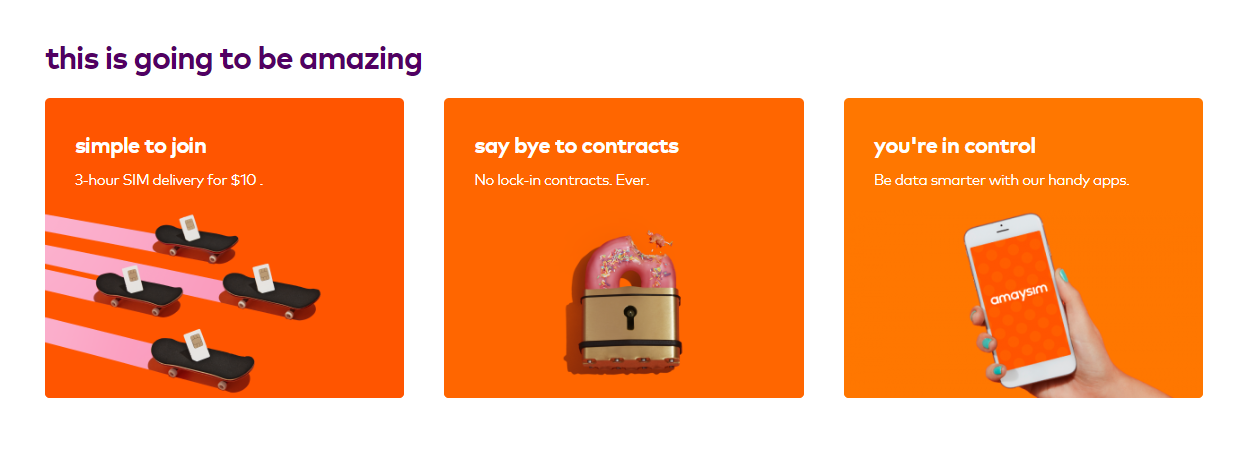 this is going to be amazing
simple to join
3-hour SIM delivery for $10 .
say bye to contracts
No lock-in contracts. Ever.
you're in control
Be data smarter with our handy apps.
amaysim